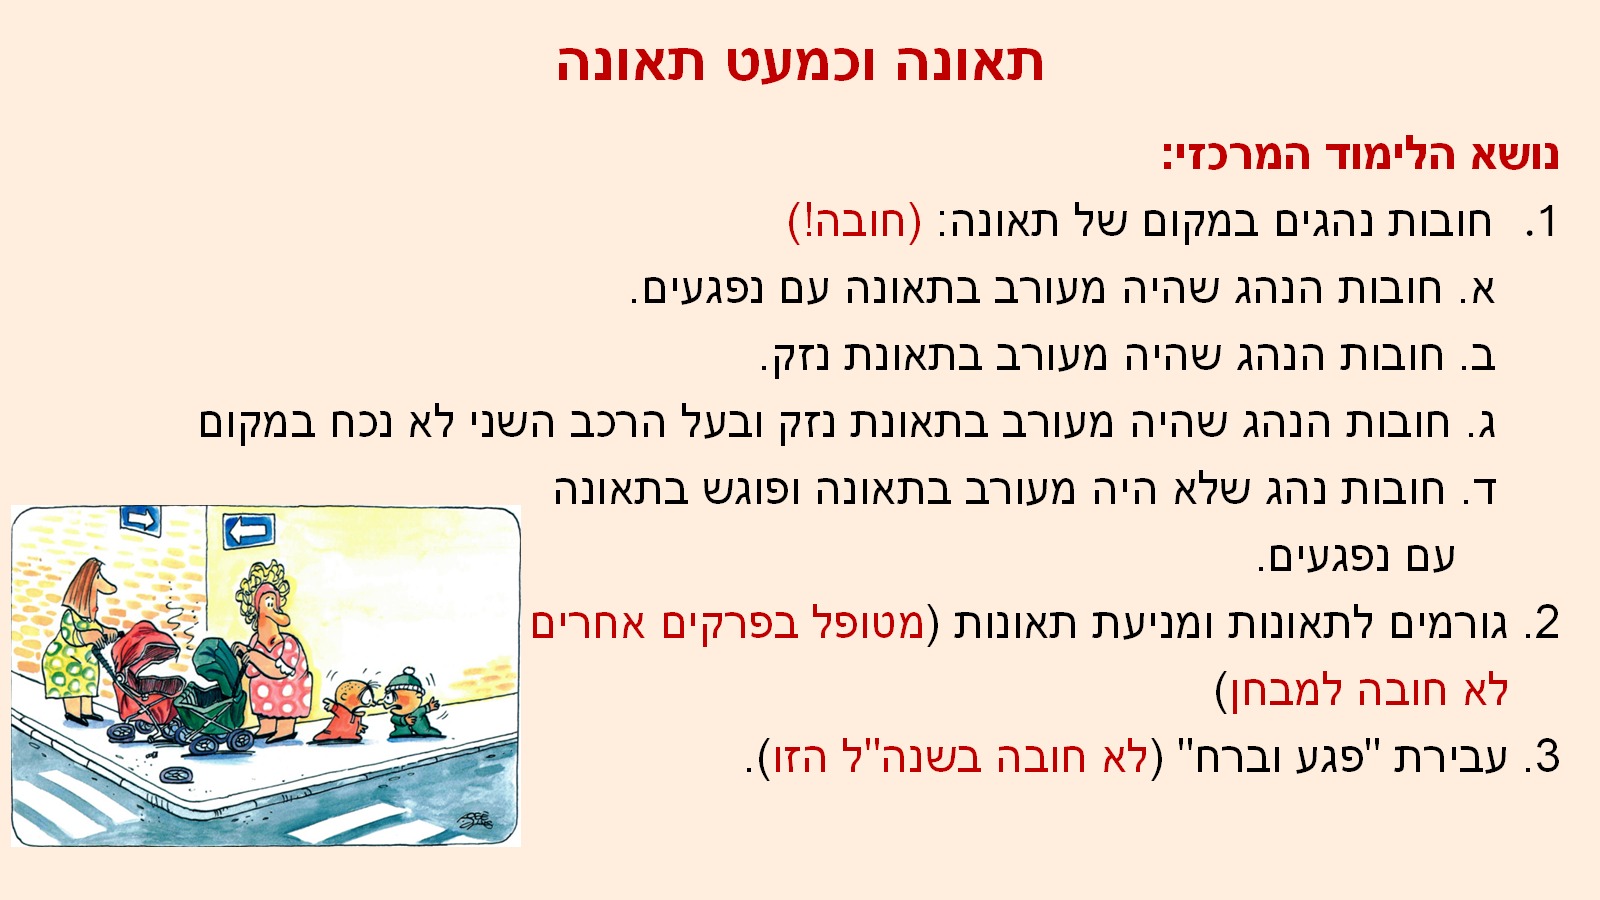 תאונה וכמעט תאונה
נושא הלימוד המרכזי:
1. חובות נהגים במקום של תאונה: (חובה!)
א. חובות הנהג שהיה מעורב בתאונה עם נפגעים.
ב. חובות הנהג שהיה מעורב בתאונת נזק.
ג. חובות הנהג שהיה מעורב בתאונת נזק ובעל הרכב השני לא נכח במקום
ד. חובות נהג שלא היה מעורב בתאונה ופוגש בתאונה
עם נפגעים.
2. גורמים לתאונות ומניעת תאונות (מטופל בפרקים אחרים
לא חובה למבחן)
3. עבירת "פגע וברח" (לא חובה בשנה"ל הזו).